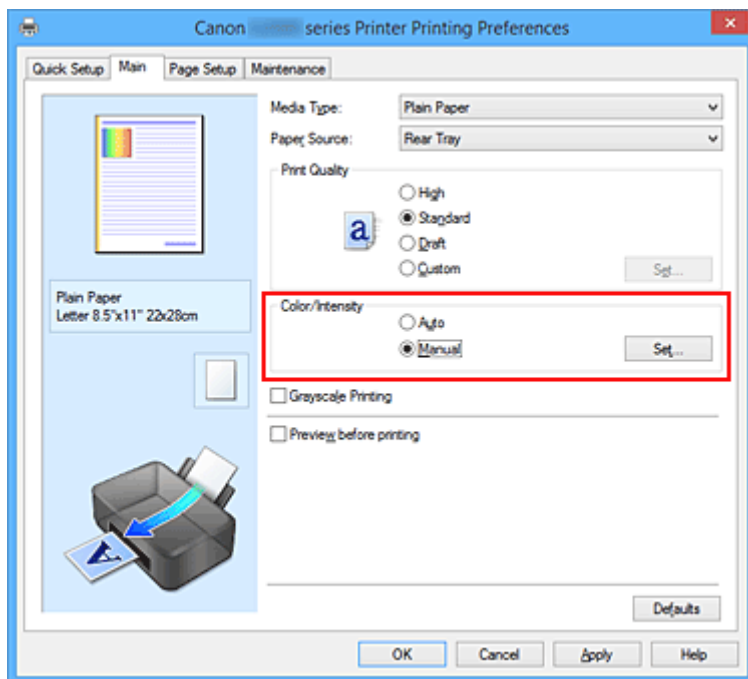 Canon series Printer Printing Preferences
Quick Setup Main Page Setup Maintenance
Media Type: Plain Paper
Paper Source: Rear Tray
Print Quality
High
a Standard
Draft
Custom Set...
Plain Paper
Letter 8.5"x11" 22x28cm
Color/Intensity
Auto
Manual Set...
Grayscale Printing
Preview before printing
A
Defaults
OK Cancel Apply Help